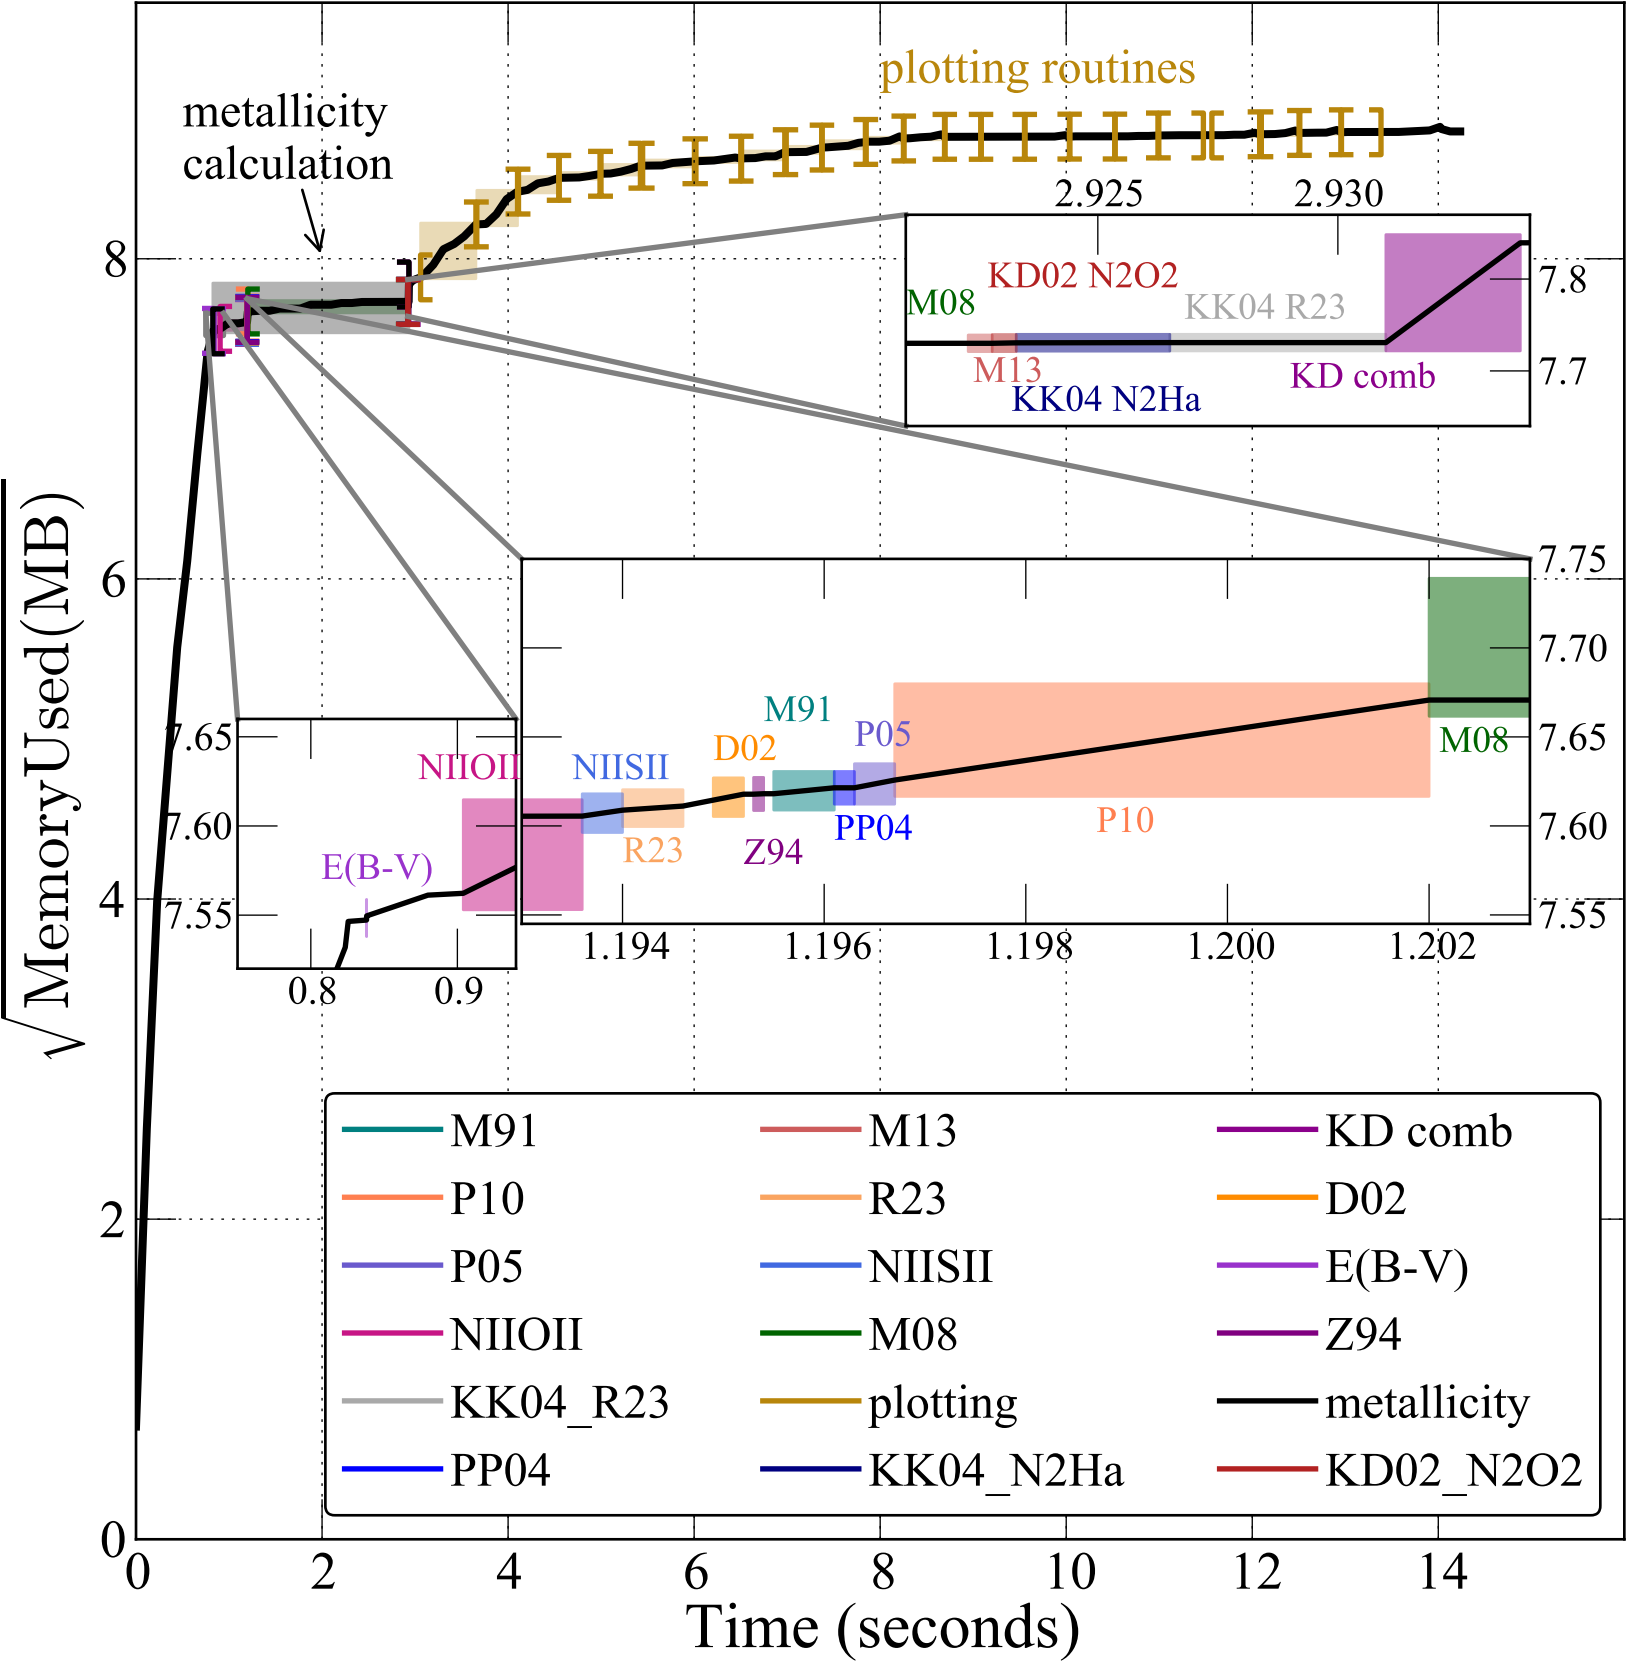 plotting routines
metallicity
calculation
2.925
2.930
KD02 N2O2
M08
KK04 R23
7.8
M13
KD comb
7.7
KK04 N2Ha
8
6
4
2
0
√Memory Used(MB)
7.75
7.70
7.65
7.60
7.55
M91
D02
P05
M08
NIISII
R23
Z94
PP04
P10
1.194
1.196
1.198
1.200
1.202
7.65
7.60
7.55
NIIOII
E(B-V)
0.8
0.9
M91
M13
KD comb
P10
R23
D02
P05
NIISII
E(B-V)
NIIOII
M08
Z94
KK04_R23
plotting
metallicity
PP04
KK04_N2Ha
KD02_N2O2
0
2
4
6
8
10
12
14
Time (seconds)